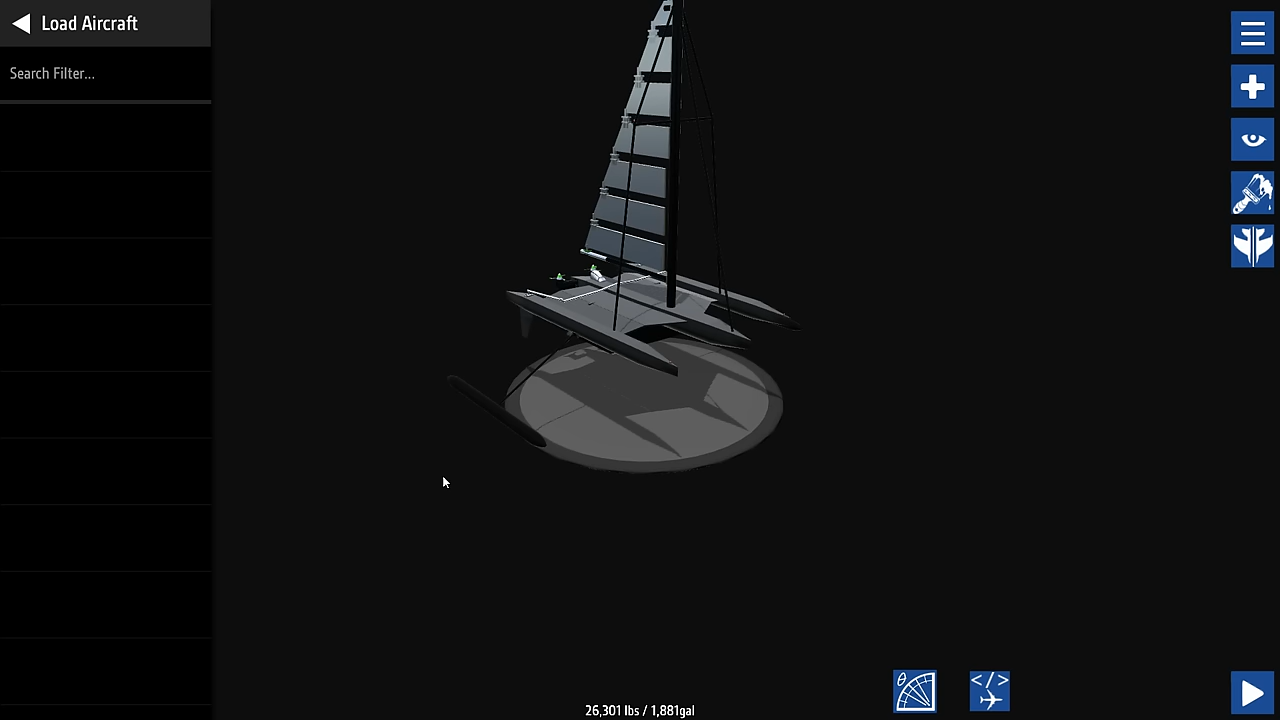 Load Aircraft
Search Filter...
θ
</>
26,301 lbs / 1,881gal